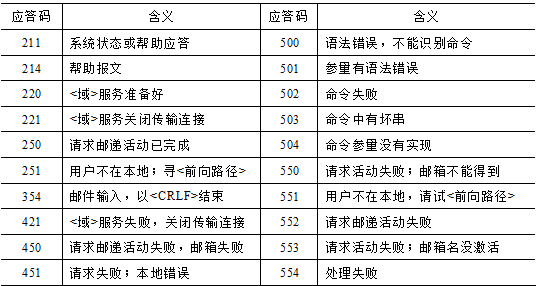 应答码 含义 应答码 含义
211 系统状态或帮助应答 500 语法错误，不能识别命令
214 帮助报文 501 参量有语法错误
220 <域>服务准备好 502 命令失败
221 <域>服务关闭传输连接 503 命令中有坏串
250 请求邮递活动已完成 504 命令参量没有实现
251 用户不在本地；寻<前向路径> 550 请求活动失败；邮箱不能得到
354 邮件输入，以<CRLF>结束 551 用户不在本地，请试<前向路径>
421 <域>服务失败，关闭传输连接 552 请求邮递活动失败
450 请求邮递活动失败，邮箱失败 553 请求活动失败；邮箱名没激活
451 请求失败；本地错误 554 处理失败